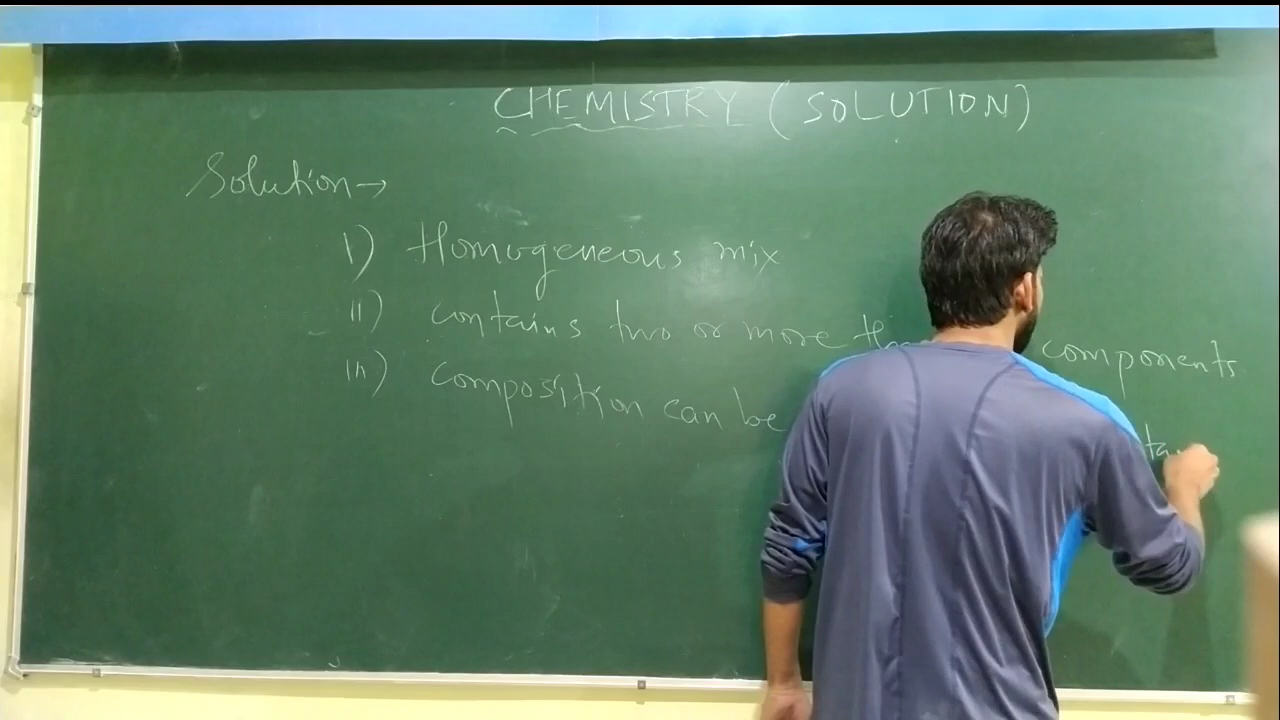 CHEMISTRY (SOLUTION)
Solution →
I) Homogeneous mix
II) contains two or more components
III) composition can be